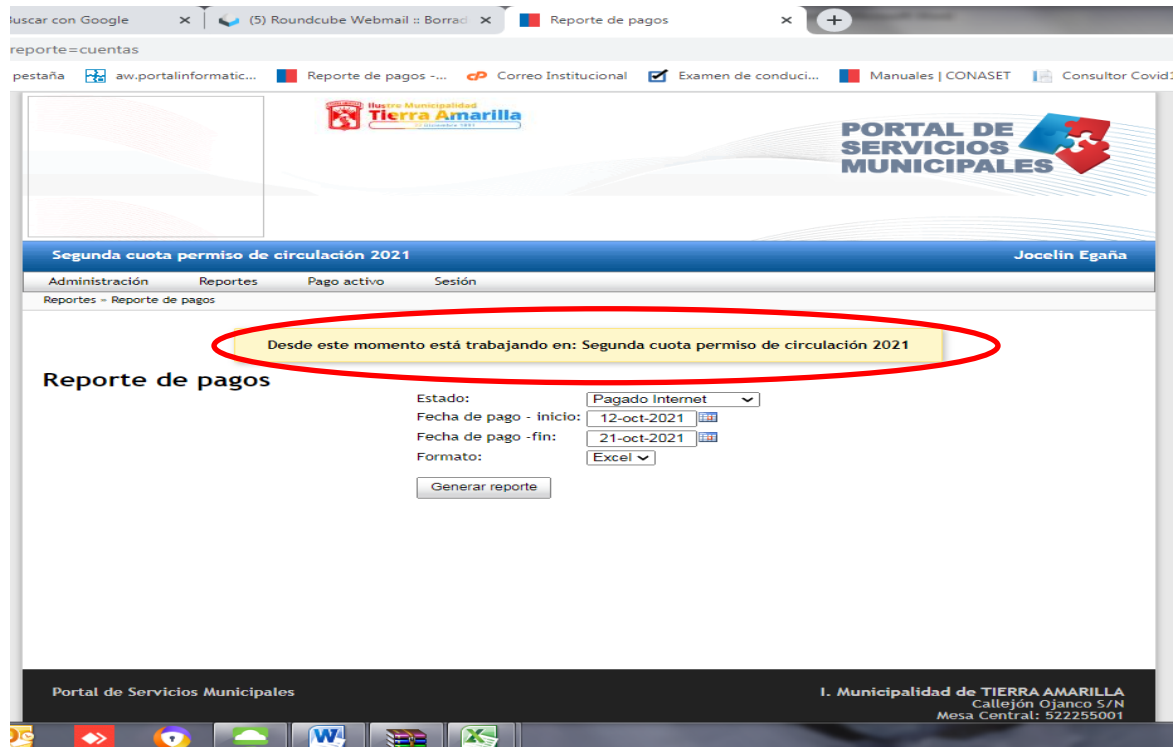 Buscar con Google
(5) Roundcube Webmail :: Borrad
Reporte de pagos
reporte=cuentas
pestaña aw.portalinformatic... Reporte de pagos -... Correo Institucional Examen de conduci... Manuales | CONASET Consultor Covid1
Ilustre Municipalidad
Tierra Amarilla
PORTAL DE
SERVICIOS
MUNICIPALES
Segunda cuota permiso de circulación 2021 Jocelin Egaña
Administración Reportes Pago activo Sesión
Reportes - Reporte de pagos
Desde este momento está trabajando en: Segunda cuota permiso de circulación 2021
Reporte de pagos
Estado: Pagado Internet
Fecha de pago - inicio: 12-oct-2021
Fecha de pago -fin: 21-oct-2021
Formato: Excel
Generar reporte
Portal de Servicios Municipales I. Municipalidad de TIERRA AMARILLA
Callejón Ojanco S/N
Mesa Central: 522255001